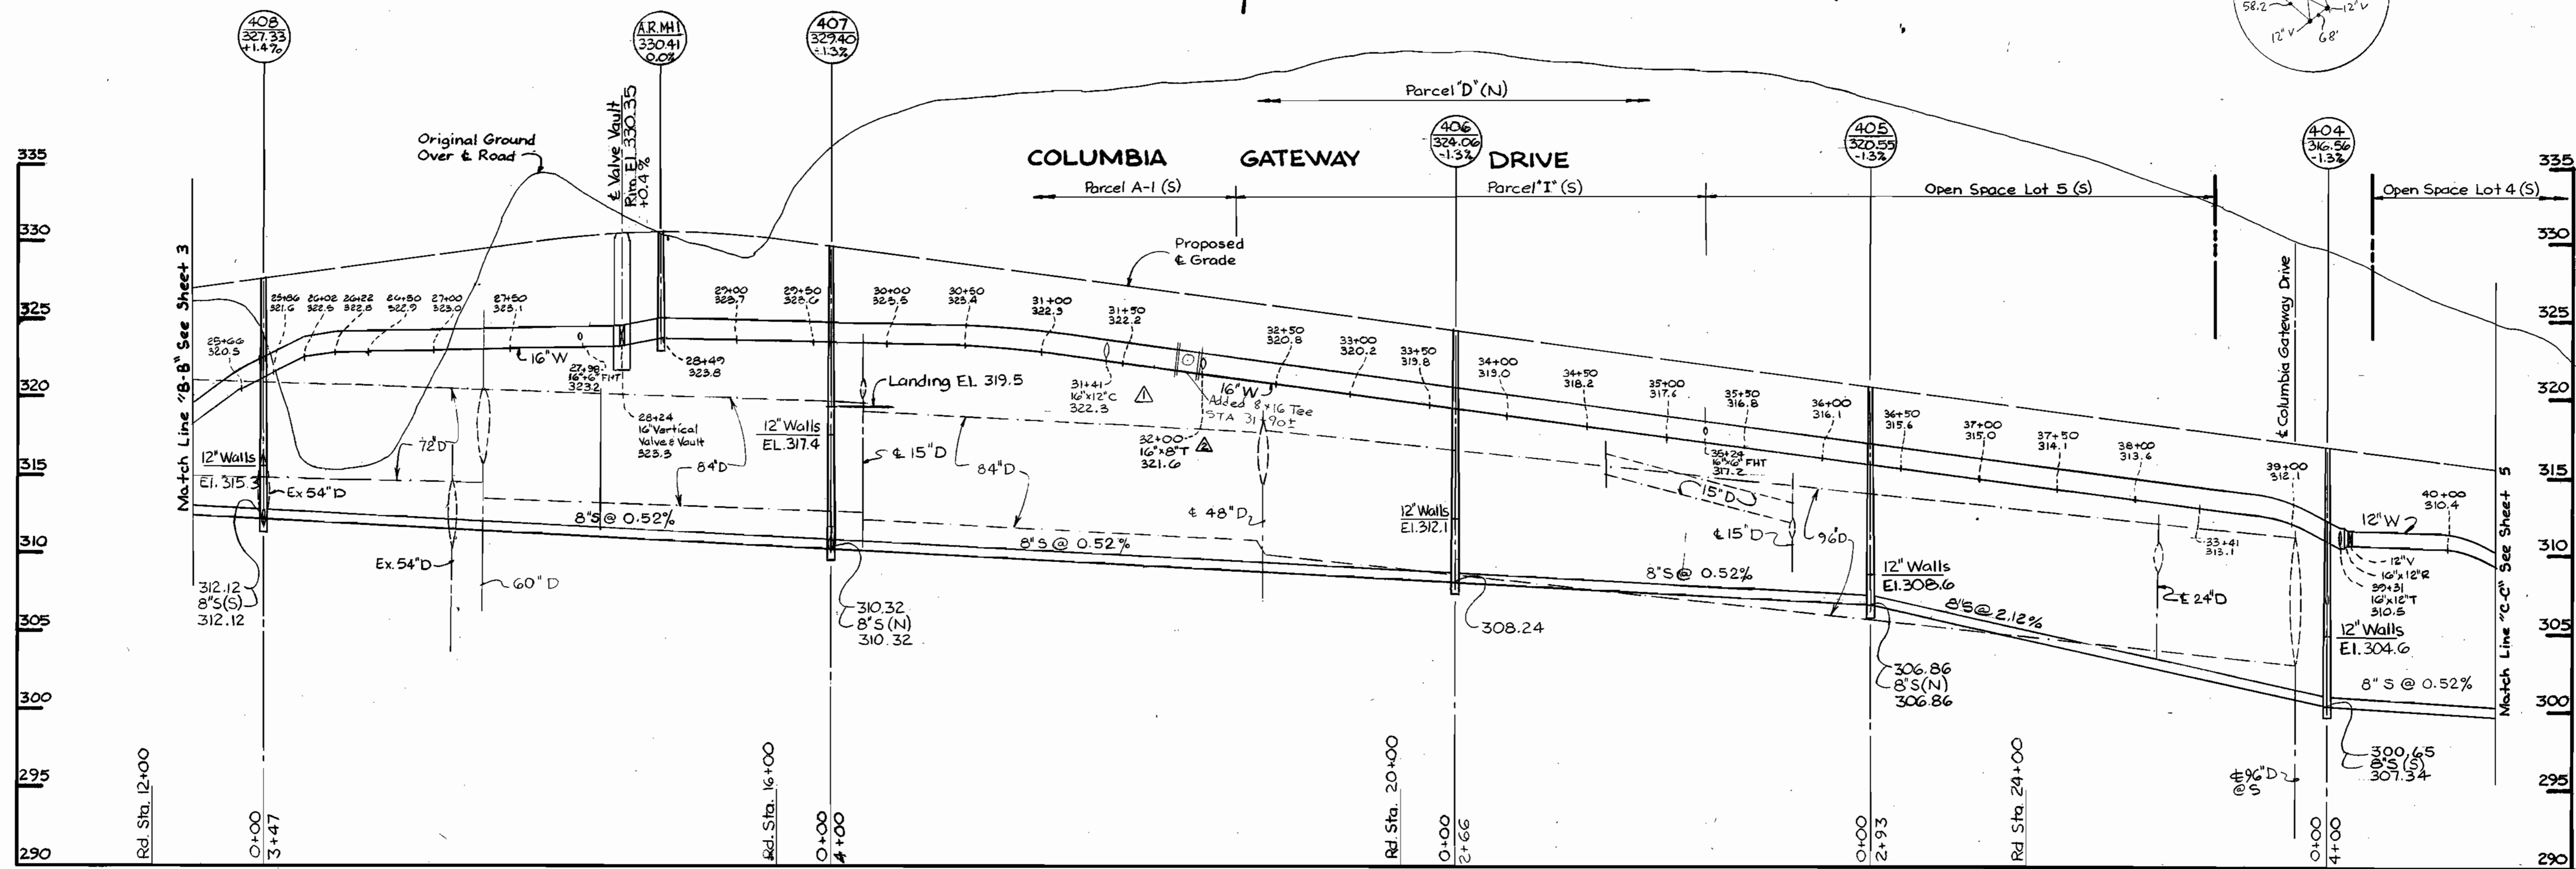 58.2
12"V
12"V
68'
408
327.33
+1.4%
A.R.MH1
330.41
0.0%
407
329.40
-1.3%
406
324.06
-1.3%
405
320.55
-1.3%
404
316.56
-1.3%
Parcel "D" (N)
Original Ground
Over ℄ Road
℄ Valve Vault
Rim El. 330.35
+0.4%
COLUMBIA GATEWAY DRIVE
Parcel A-1 (S)
Parcel "I" (S)
Open Space Lot 5 (S)
Open Space Lot 4 (S)
335
330
325
320
315
310
305
300
295
290
335
330
325
320
315
310
305
300
295
290
Match Line "B-B" See Sheet 3
Proposed
℄ Grade
℄ Columbia Gateway Drive
Match Line "C-C" See Sheet 5
25+66
320.5
25+86
321.6
26+02
322.5
26+22
322.8
26+50
322.9
27+00
323.0
27+50
323.1
16"W
27+98
16"x6" FHT
323.2
28+24
16" Vertical
Valve & Vault
323.3
28+49
323.8
29+00
323.7
29+50
323.6
30+00
323.5
30+50
323.4
31+00
322.9
31+50
322.2
31+41
16"x12"C
322.3
1
16"W
Added 8x16 Tee
STA 31+90±
32+00
16"x8"T
321.6
2
32+50
320.8
33+00
320.2
33+50
319.8
34+00
319.0
34+50
318.2
35+00
317.6
35+50
316.8
35+24
16"x6" FHT
317.2
36+00
316.1
36+50
315.6
37+00
315.0
37+50
314.1
38+00
313.6
33+41
313.1
39+00
312.1
40+00
310.4
12"W
12"V
16"x12"R
39+31
16"x12"T
310.5
12" Walls
El. 315.3
Ex 54"D
72"D
Ex. 54"D
60"D
84"D
8"S @ 0.52%
12" Walls
EL. 317.4
Landing El. 319.5
℄ 15"D
84"D
8"S @ 0.52%
℄ 48"D
12" Walls
El. 312.1
15"D
℄ 15"D
96"D
8"S @ 0.52%
12" Walls
El. 308.6
8"S @ 2.12%
℄ 24"D
12" Walls
El. 304.6
8" S @ 0.52%
312.12
8"S(S)
312.12
310.32
8"S (N)
310.32
308.24
306.86
8"S(N)
306.86
300.65
8"S (S)
307.34
℄ 96"D
@ S
Rd. Sta. 12+00
0+00
3+47
Rd. Sta. 16+00
0+00
4+00
Rd. Sta. 20+00
0+00
2+66
0+00
2+93
Rd Sta. 24+00
0+00
4+00